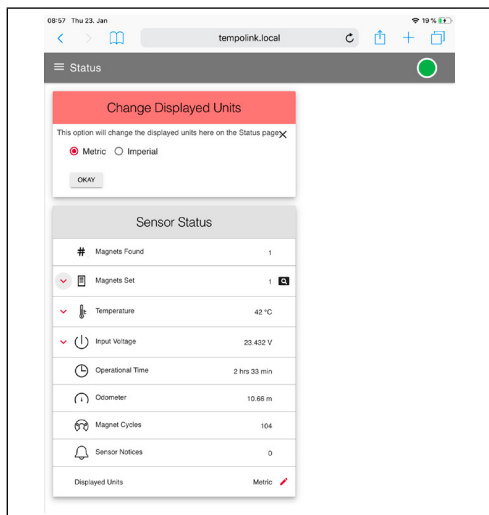 08:57 Thu 23. Jan
19 %
tempolink.local
Status
Change Displayed Units
This option will change the displayed units here on the Status page
Metric
Imperial
OKAY
Sensor Status
# Magnets Found 1
Magnets Set 1
Temperature 42 °C
Input Voltage 23.432 V
Operational Time 2 hrs 33 min
Odometer 10.66 m
Magnet Cycles 104
Sensor Notices 0
Displayed Units Metric